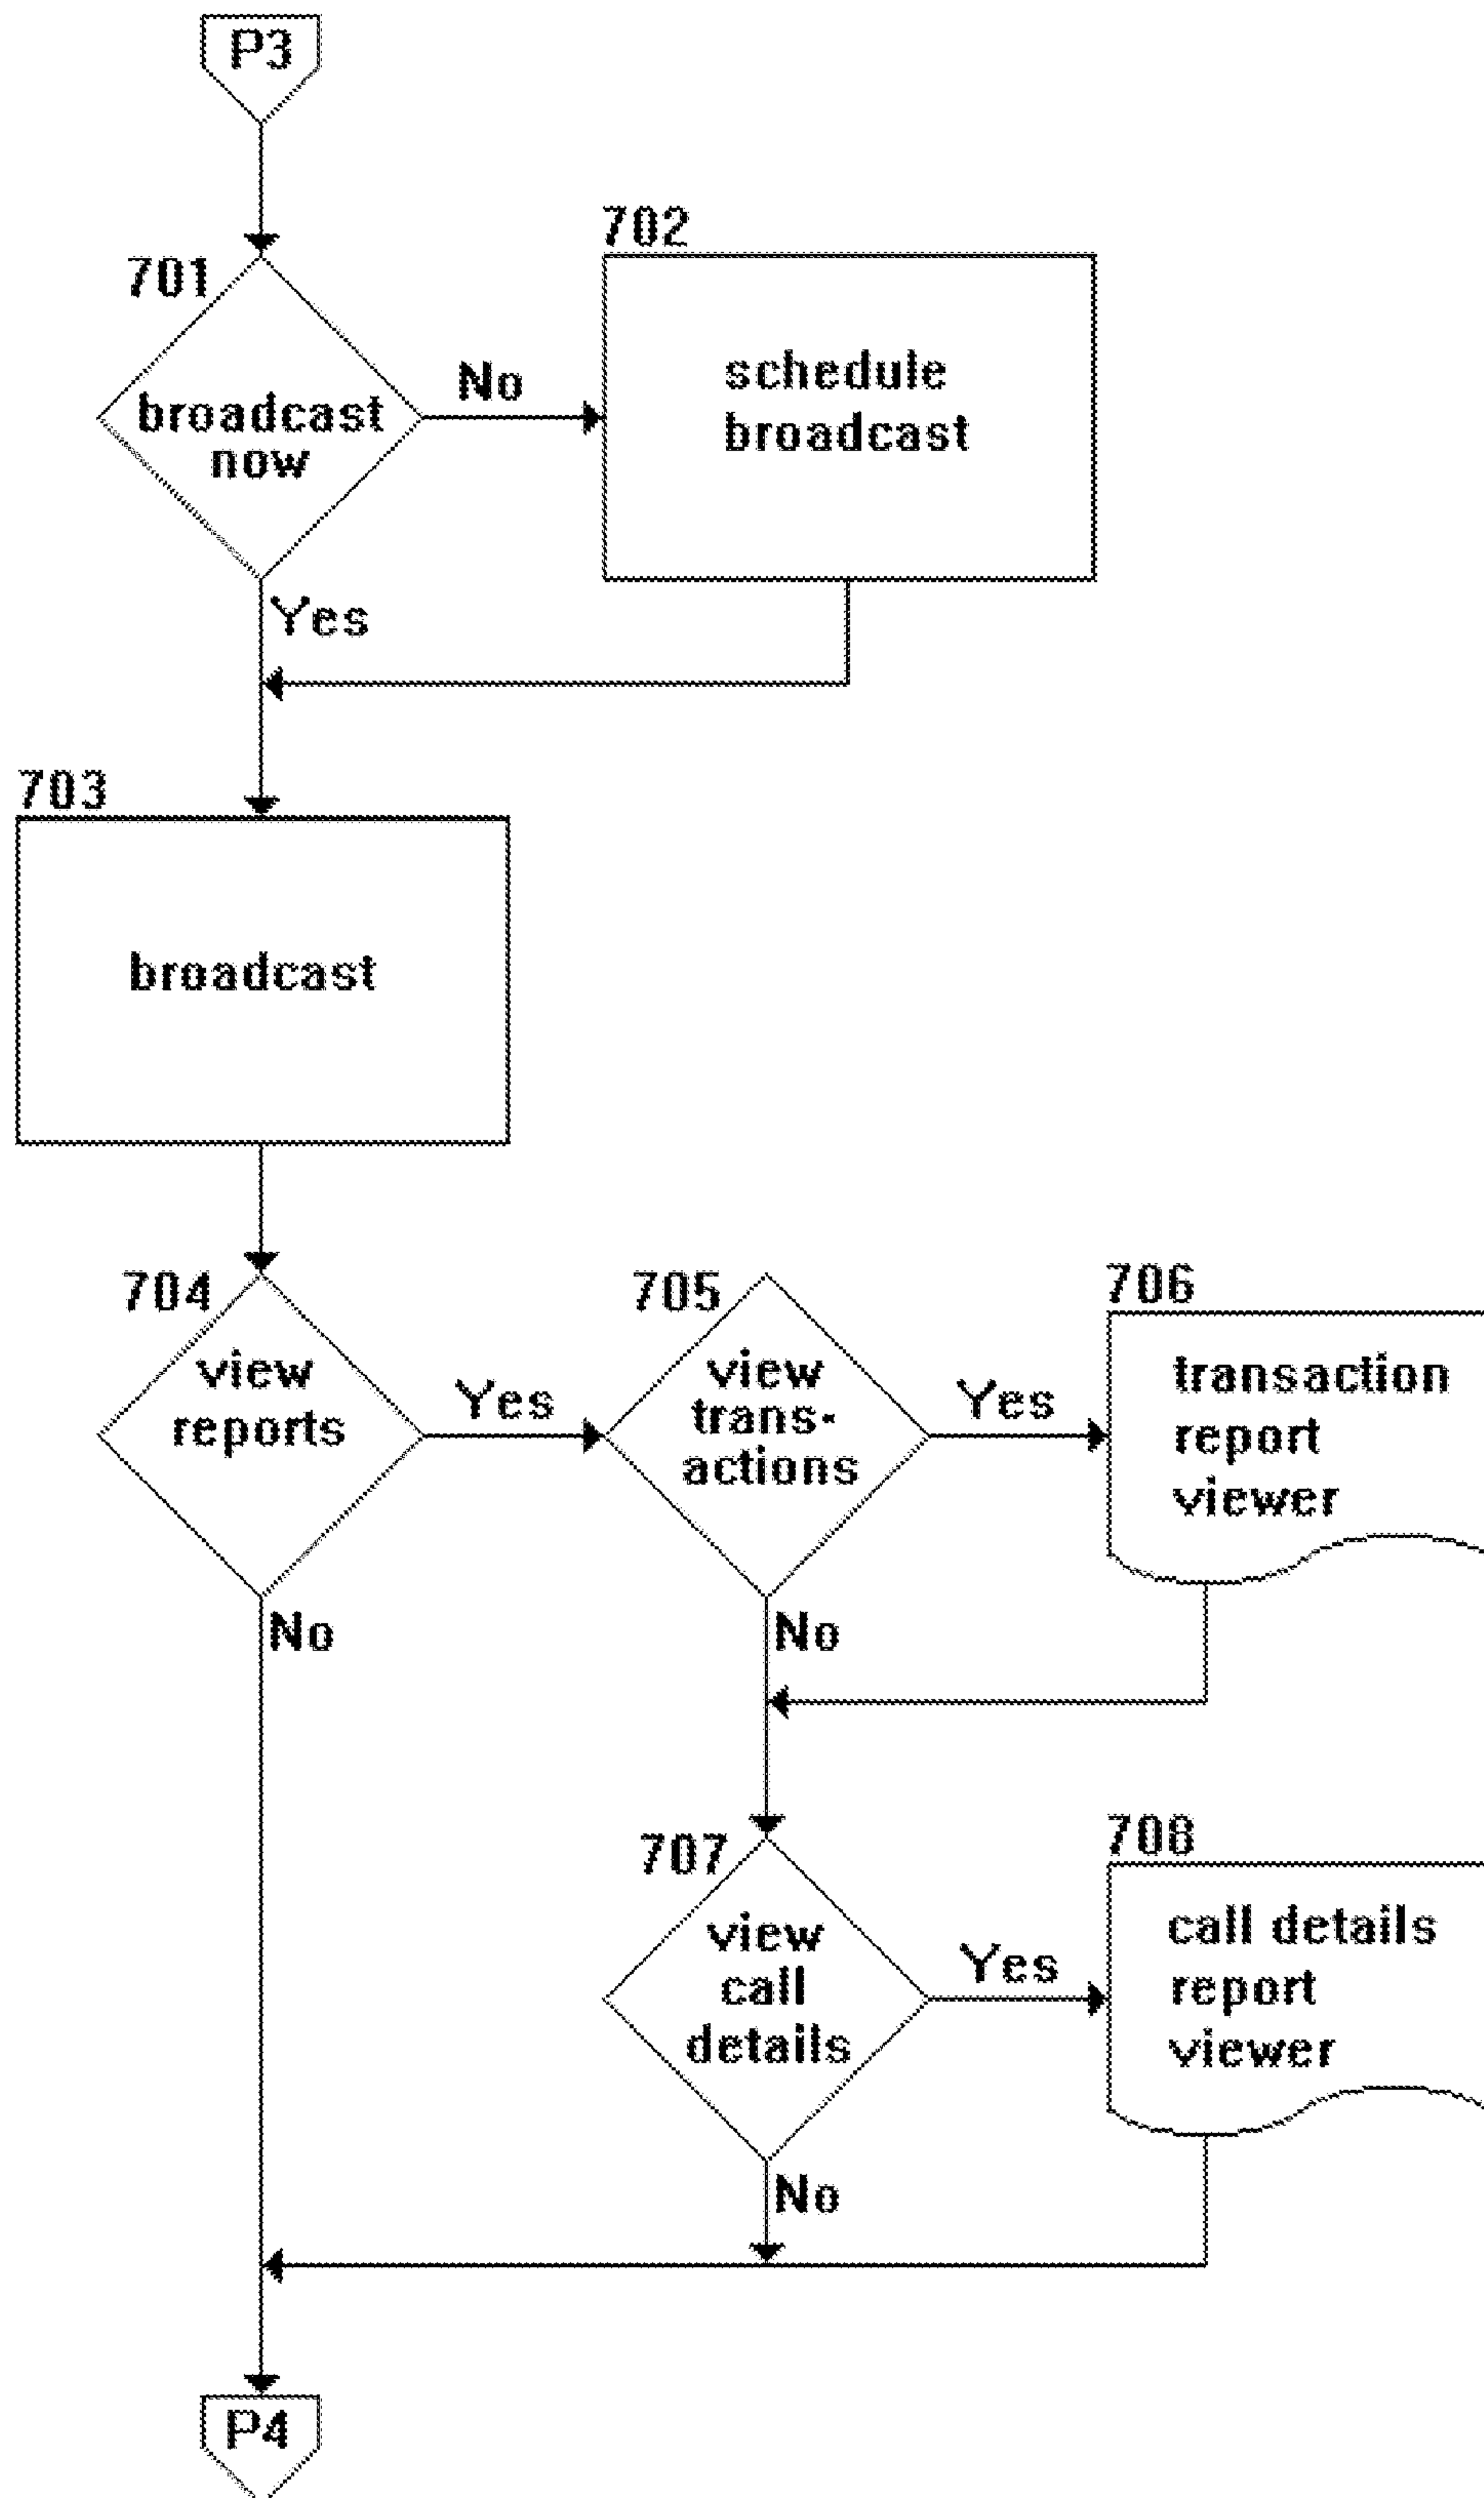 P3
702
701
No
schedule
broadcast
broadcast
now
Yes
703
broadcast
704
705
706
view
reports
Yes
view
trans-
actions
Yes
transaction
report
viewer
No
No
707
708
view
call
details
Yes
call details
report
viewer
No
P4